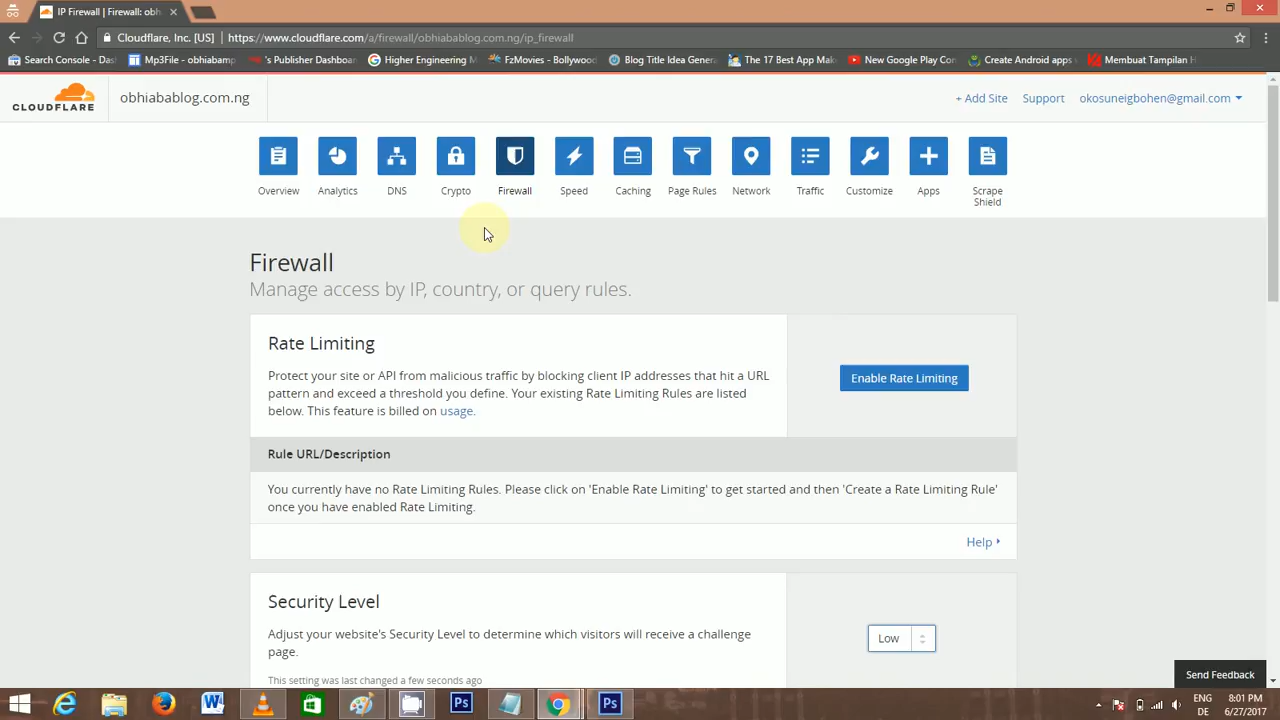 IP Firewall | Firewall: obh
Cloudflare, Inc. [US] | https://www.cloudflare.com/a/firewall/obhiabablog.com.ng/ip_firewall
Search Console - Das
Mp3File - obhiabamp
's Publisher Dashboar
Higher Engineering M
FzMovies - Bollywood
Blog Title Idea Genera
The 17 Best App Make
New Google Play Con
Create Android apps v
Membuat Tampilan H
CLOUDFLARE
obhiabablog.com.ng
+ Add Site
Support
okosuneigbohen@gmail.com
Overview
Analytics
DNS
Crypto
Firewall
Speed
Caching
Page Rules
Network
Traffic
Customize
Apps
Scrape
Shield
Firewall
Manage access by IP, country, or query rules.
Rate Limiting
Protect your site or API from malicious traffic by blocking client IP addresses that hit a URL
pattern and exceed a threshold you define. Your existing Rate Limiting Rules are listed
below. This feature is billed on usage.
Enable Rate Limiting
Rule URL/Description
You currently have no Rate Limiting Rules. Please click on 'Enable Rate Limiting' to get started and then 'Create a Rate Limiting Rule'
once you have enabled Rate Limiting.
Help
Security Level
Adjust your website's Security Level to determine which visitors will receive a challenge
page.
This setting was last changed a few seconds ago
Low
Send Feedback
ENG
DE
8:01 PM
6/27/2017